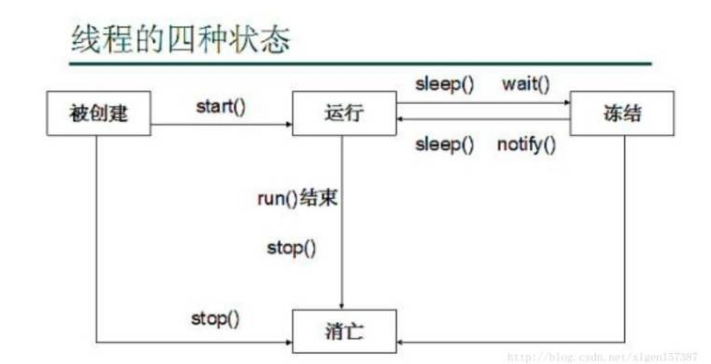 线程的四种状态
sleep() wait()
被创建 start() 运行 冻结
sleep() notify()
run()结束
stop()
stop() 消亡
http://blog.csdn.net/xlgen157387